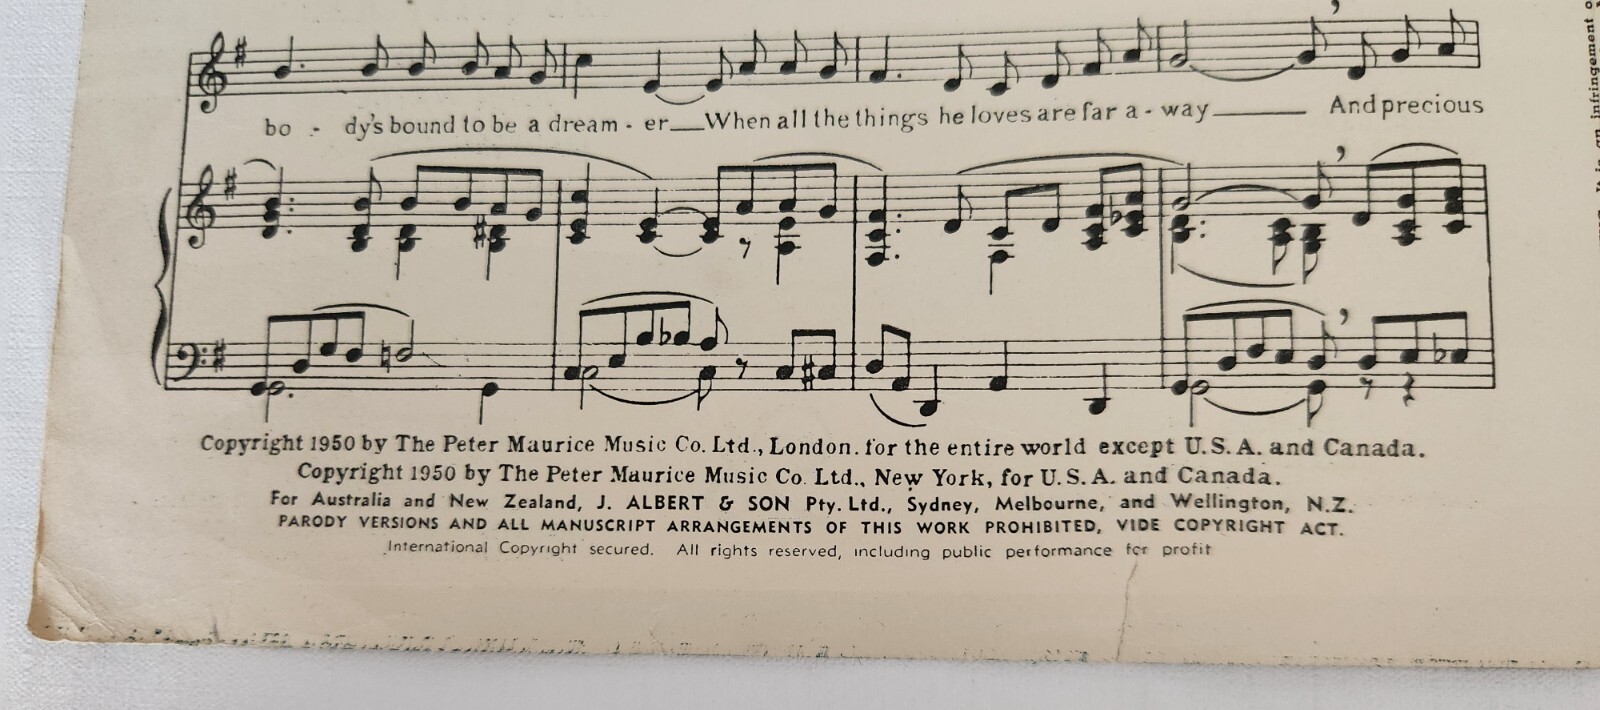 bo - dy's bound to be a dream - er When all the things he loves are far a - way And precious
Copyright 1950 by The Peter Maurice Music Co. Ltd., London. for the entire world except U.S.A. and Canada.
Copyright 1950 by The Peter Maurice Music Co. Ltd., New York, for U.S.A. and Canada.
For Australia and New Zealand, J. ALBERT & SON Pty. Ltd., Sydney, Melbourne, and Wellington, N.Z.
PARODY VERSIONS AND ALL MANUSCRIPT ARRANGEMENTS OF THIS WORK PROHIBITED, VIDE COPYRIGHT ACT.
International Copyright secured. All rights reserved, including public performance for profit
an infringement